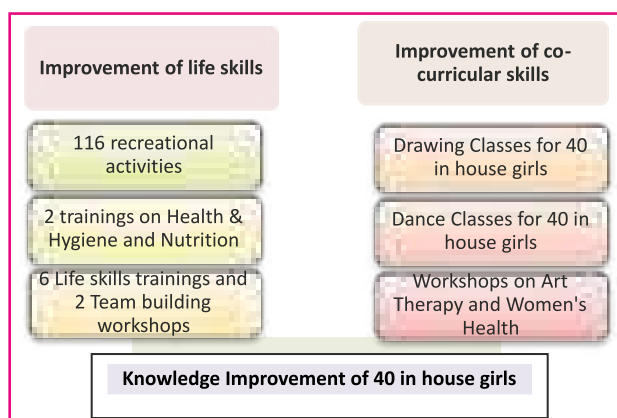 Improvement of life skills
116 recreational
activities
2 trainings on Health &
Hygiene and Nutrition
6 Life skills trainings and
2 Team building
workshops
Improvement of co-
curricular skills
Drawing Classes for 40
in house girls
Dance Classes for 40 in
house girls
Workshops on Art
Therapy and Women's
Health
Knowledge Improvement of 40 in house girls